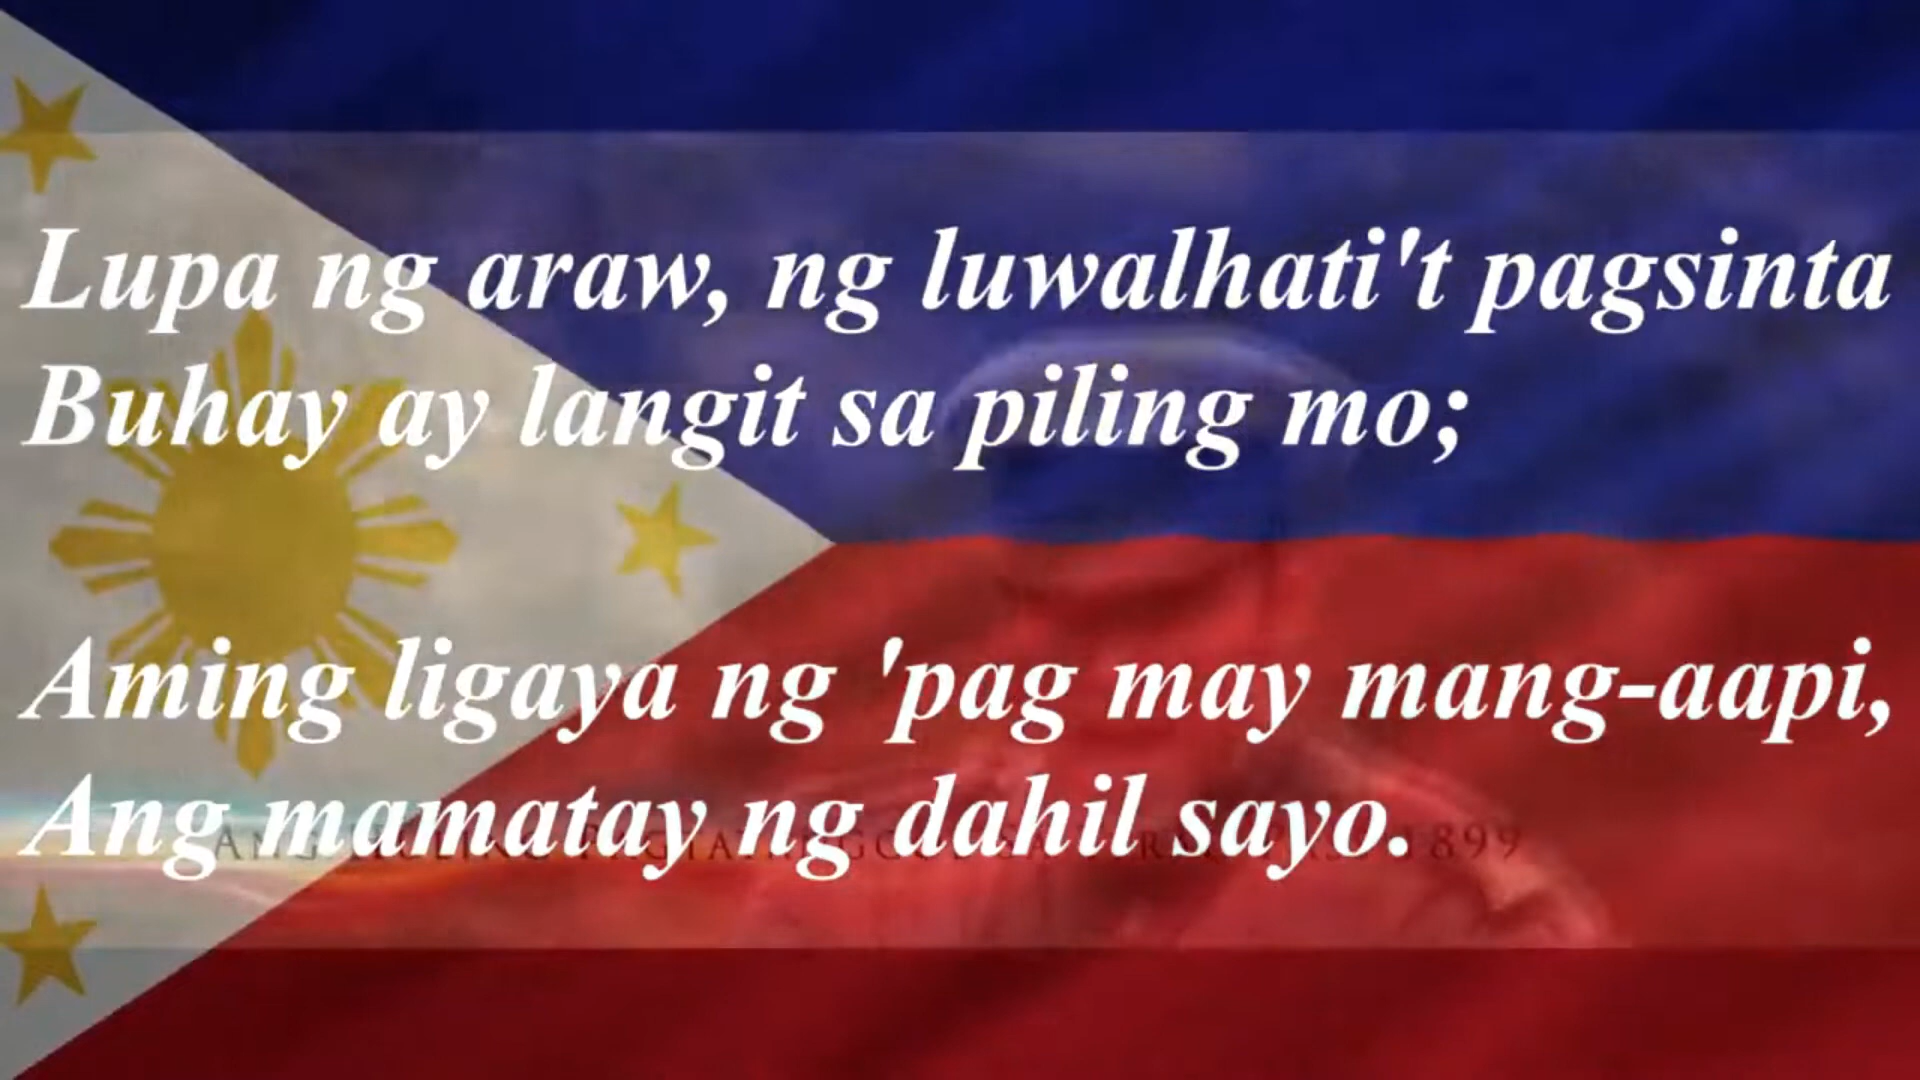 Lupa ng araw, ng luwalhati't pagsinta
Buhay ay langit sa piling mo;
Aming ligaya ng 'pag may mang-aapi,
Ang mamatay ng dahil sayo.
1899